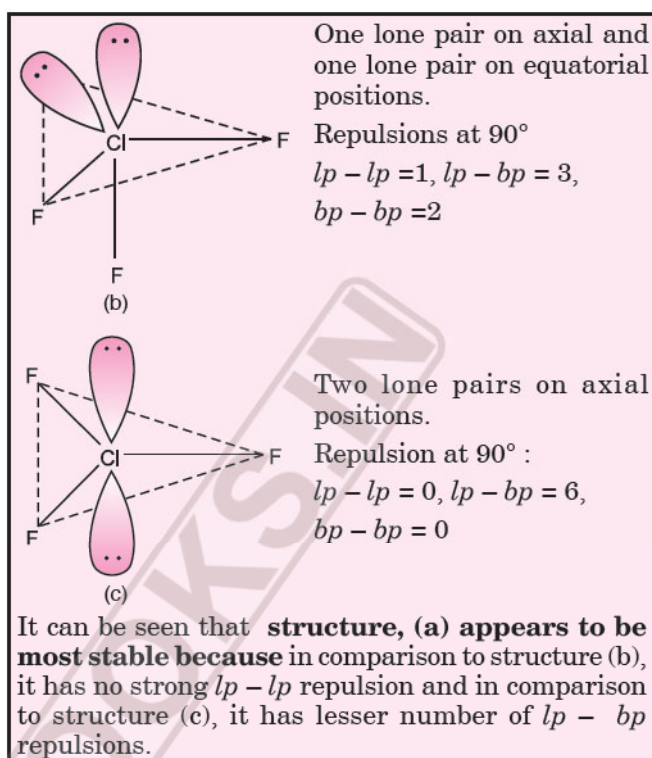 One lone pair on axial and
one lone pair on equatorial
positions.
Repulsions at 90°
lp – lp =1, lp – bp = 3,
bp – bp =2
Cl
F
F
F
(b)
Two lone pairs on axial
positions.
Repulsion at 90° :
lp – lp = 0, lp – bp = 6,
bp – bp = 0
F
Cl
F
F
(c)
It can be seen that structure, (a) appears to be
most stable because in comparison to structure (b),
it has no strong lp – lp repulsion and in comparison
to structure (c), it has lesser number of lp – bp
repulsions.
OOKS.IN